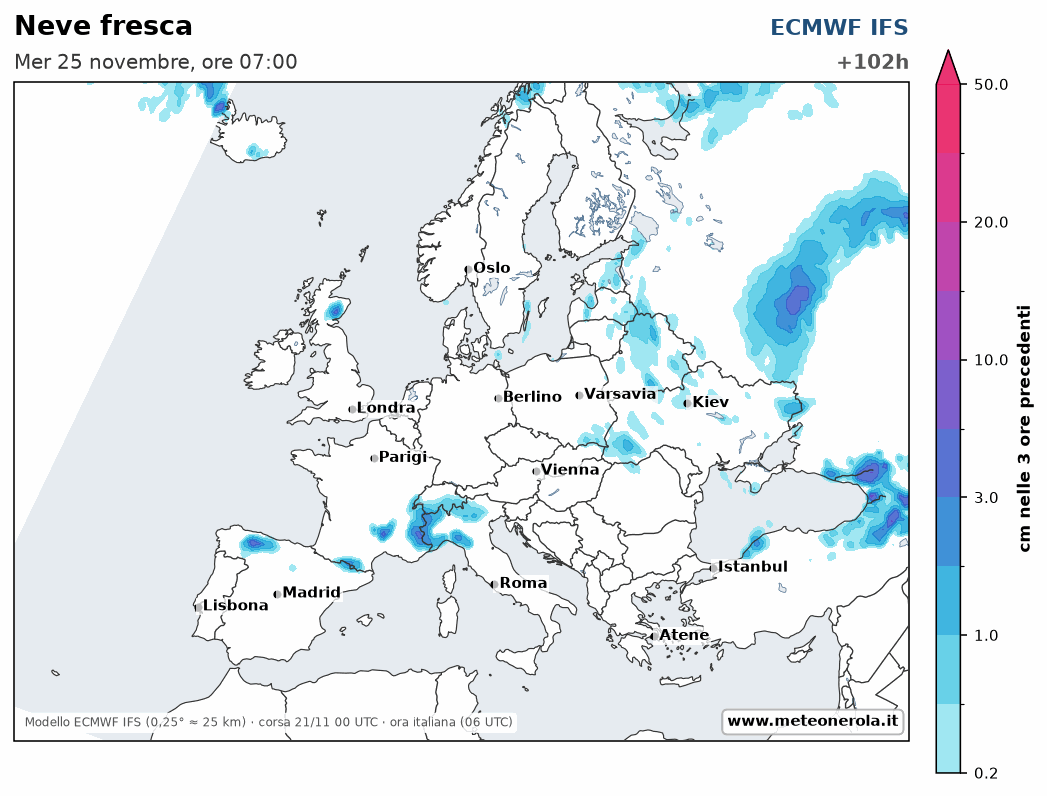 Neve fresca
ECMWF IFS
Mer 25 novembre, ore 07:00
+102h
50.0
20.0
10.0
3.0
1.0
0.2
cm nelle 3 ore precedenti
Oslo
Londra
Berlino
Varsavia
Kiev
Parigi
Vienna
Istanbul
Roma
Madrid
Lisbona
Atene
Modello ECMWF IFS (0,25° ≈ 25 km) · corsa 21/11 00 UTC · ora italiana (06 UTC)
www.meteonerola.it